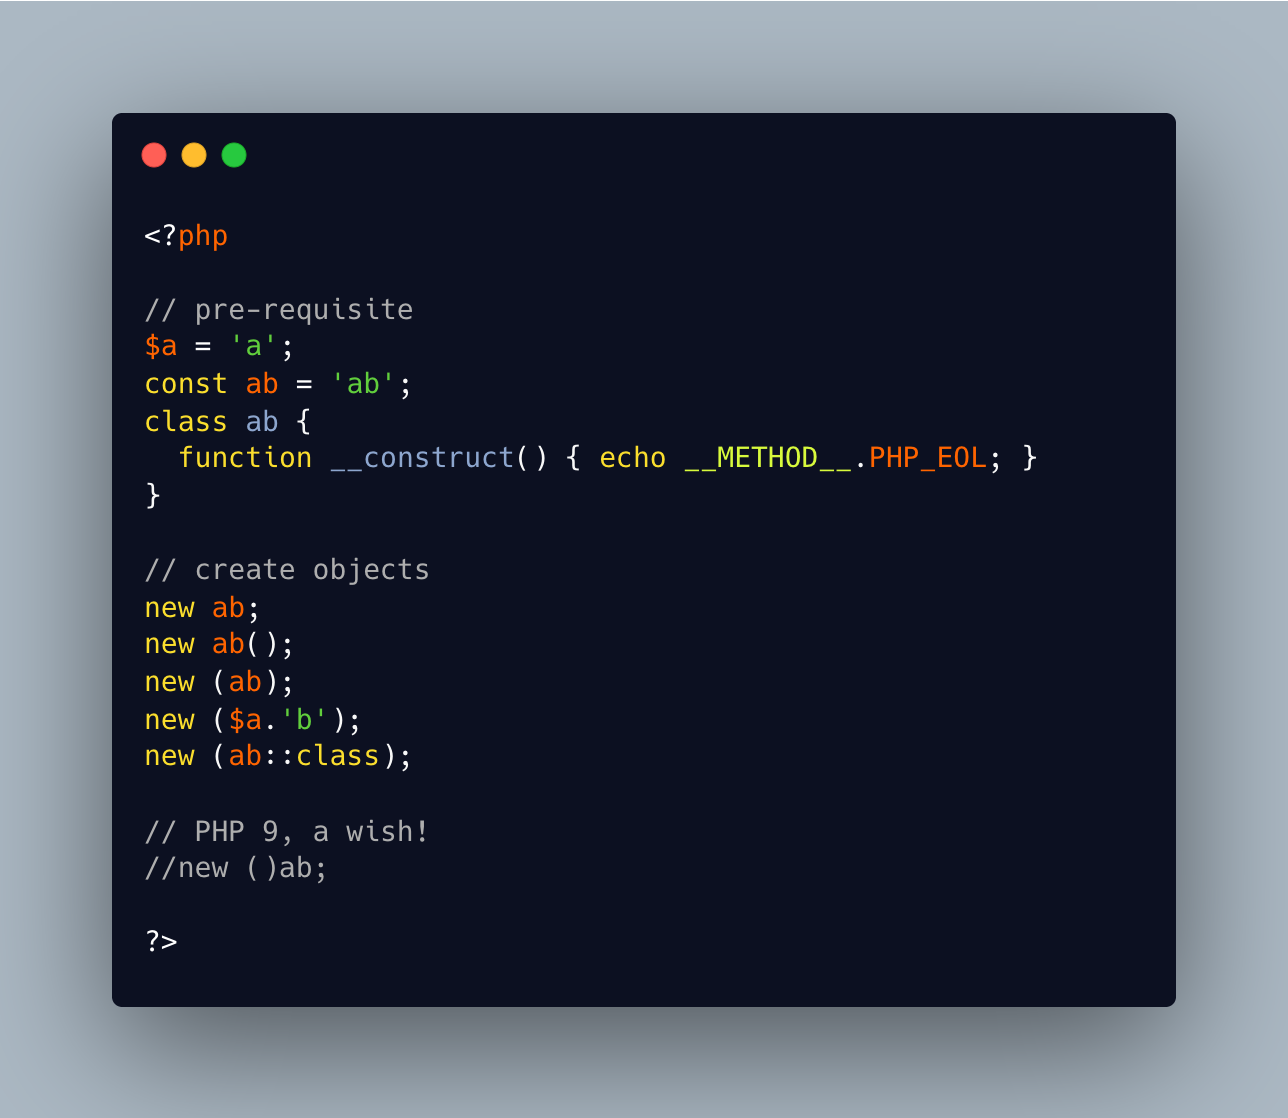 <?php
// pre-requisite
$a = 'a';
const ab = 'ab';
class ab {
  function __construct() { echo __METHOD__.PHP_EOL; }
}
// create objects
new ab;
new ab();
new (ab);
new ($a.'b');
new (ab::class);
// PHP 9, a wish!
//new ()ab;
?>